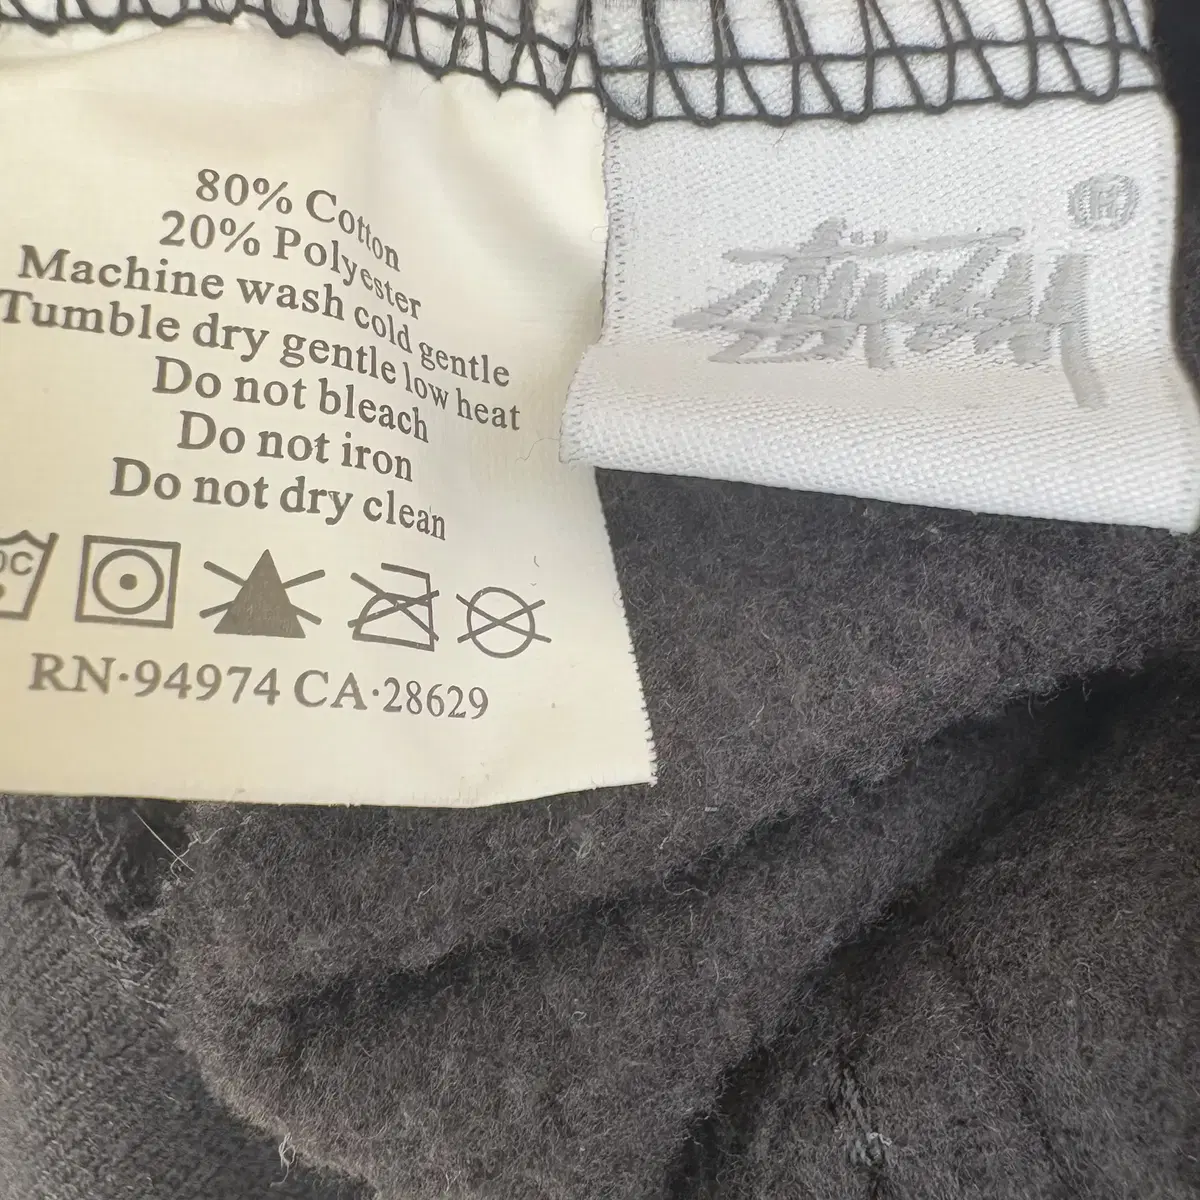 80% Cotton
20% Polyester
Machine wash cold gentle
Tumble dry gentle low heat
Do not bleach
Do not iron
Do not dry clean
RN·94974 CA·28629
Stüssy ®